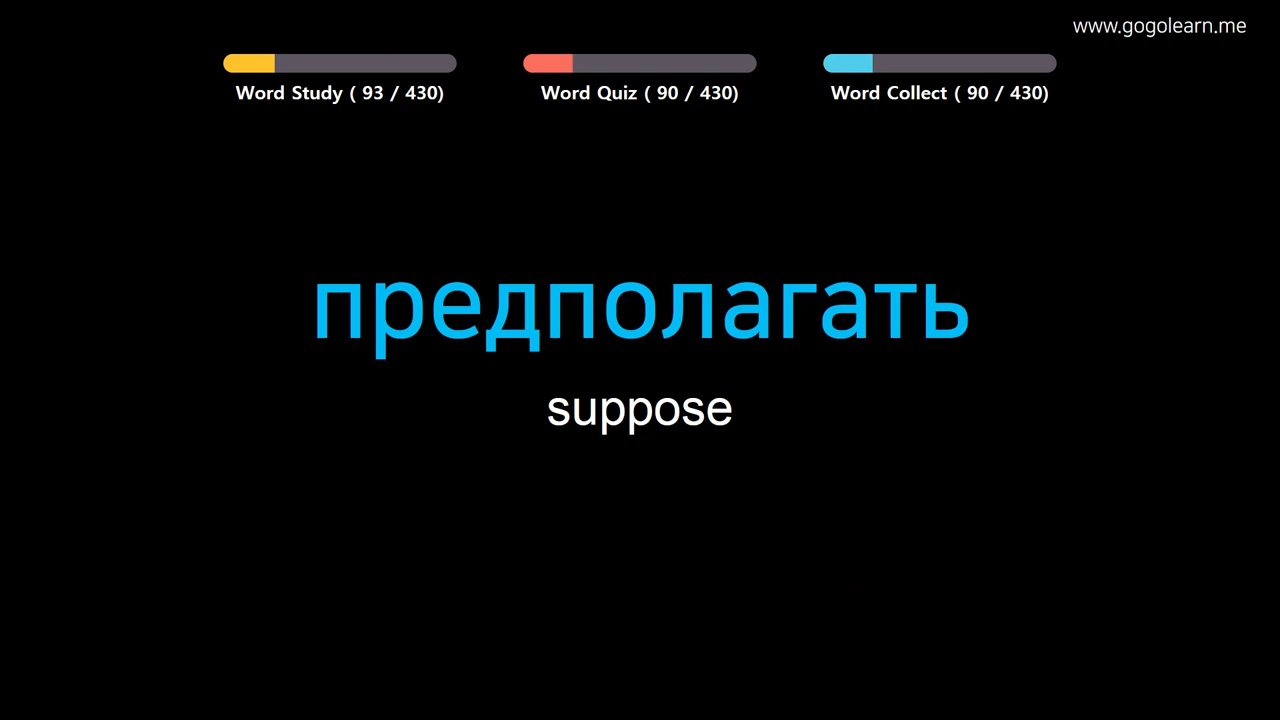 www.gogolearn.me
Word Study ( 93 / 430)
Word Quiz ( 90 / 430)
Word Collect ( 90 / 430)
предполагать
suppose